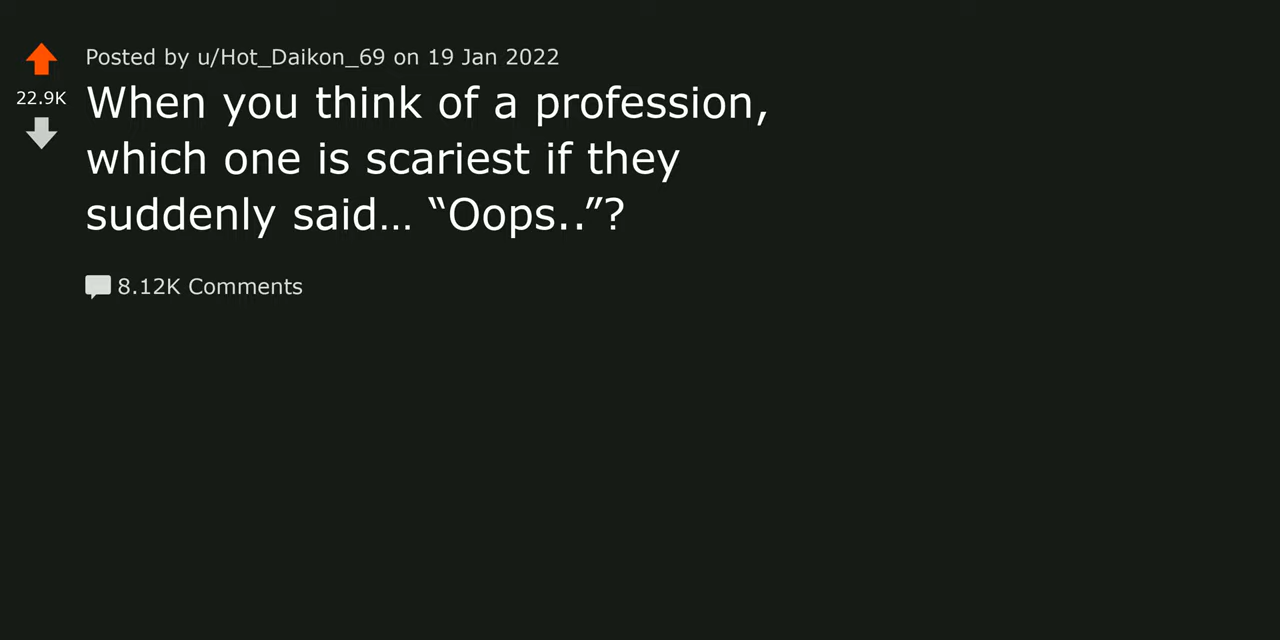 Posted by u/Hot_Daikon_69 on 19 Jan 2022
22.9K
When you think of a profession,
which one is scariest if they
suddenly said... “Oops..”?
8.12K Comments